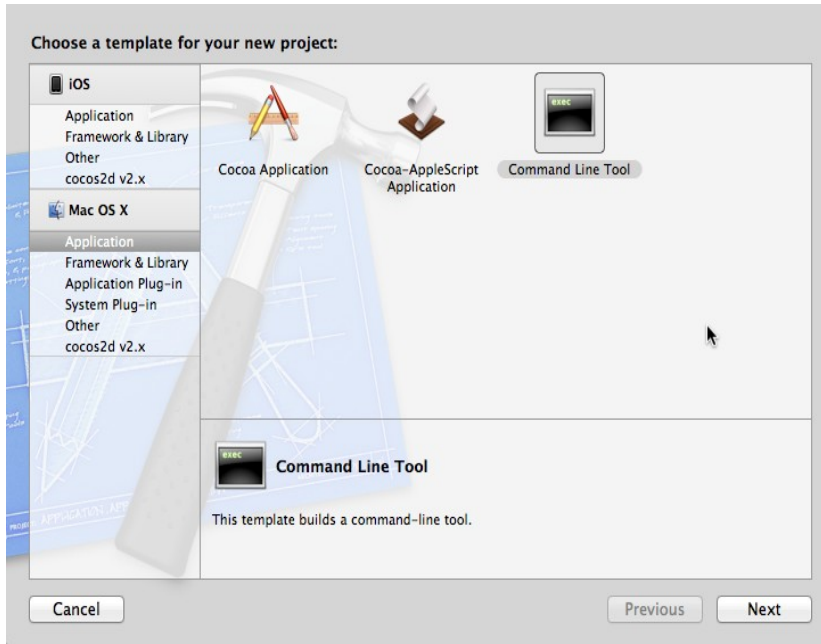 Choose a template for your new project:
iOS
Application
Framework & Library
Other
cocos2d v2.x
Mac OS X
Application
Framework & Library
Application Plug-in
System Plug-in
Other
cocos2d v2.x
Cocoa Application
Cocoa-AppleScript
Application
exec
Command Line Tool
exec
Command Line Tool
This template builds a command-line tool.
Cancel
Previous
Next